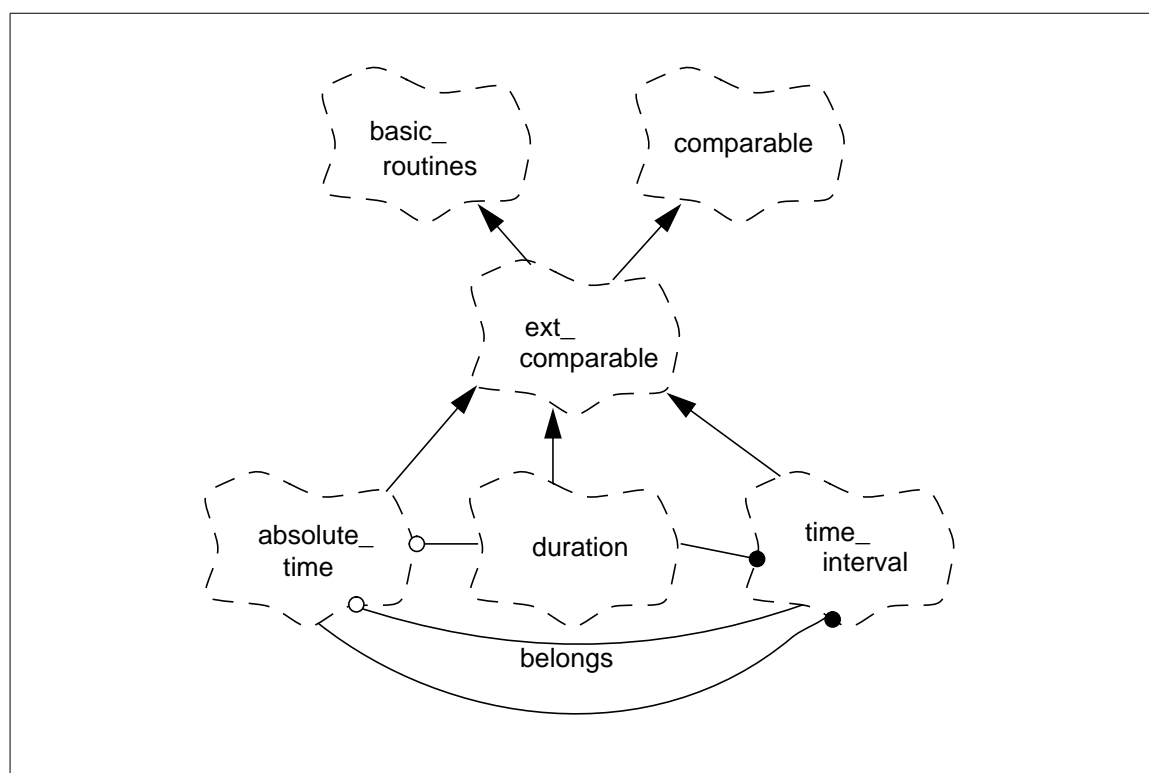 basic_
routines
comparable
ext_
comparable
absolute_
time
duration
time_
interval
belongs